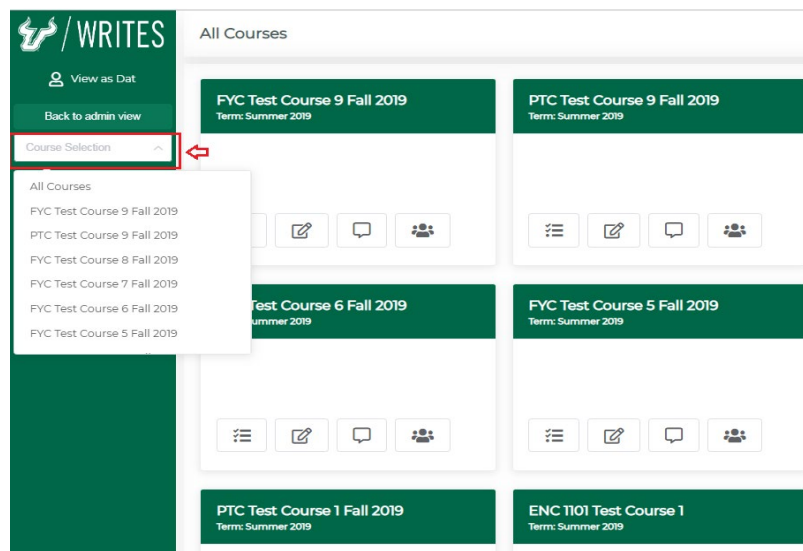 / WRITES
All Courses
View as Dat
Back to admin view
Course Selection
All Courses
FYC Test Course 9 Fall 2019
PTC Test Course 9 Fall 2019
FYC Test Course 8 Fall 2019
FYC Test Course 7 Fall 2019
FYC Test Course 6 Fall 2019
FYC Test Course 5 Fall 2019
FYC Test Course 9 Fall 2019
Term: Summer 2019
PTC Test Course 9 Fall 2019
Term: Summer 2019
Test Course 6 Fall 2019
ummer 2019
FYC Test Course 5 Fall 2019
Term: Summer 2019
PTC Test Course 1 Fall 2019
Term: Summer 2019
ENC 1101 Test Course 1
Term: Summer 2019